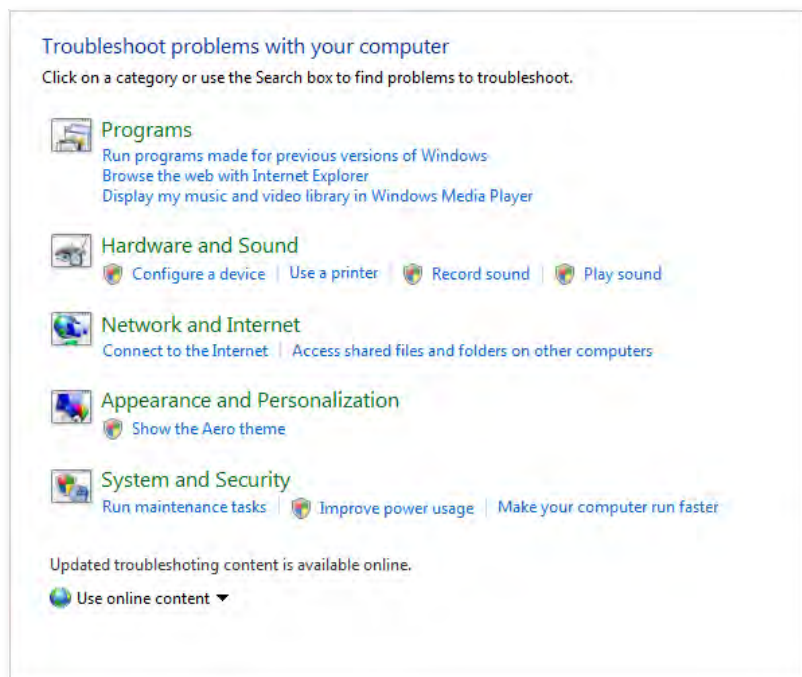 Troubleshoot problems with your computer
Click on a category or use the Search box to find problems to troubleshoot.
Programs
Run programs made for previous versions of Windows
Browse the web with Internet Explorer
Display my music and video library in Windows Media Player
Hardware and Sound
Configure a device | Use a printer | Record sound | Play sound
Network and Internet
Connect to the Internet | Access shared files and folders on other computers
Appearance and Personalization
Show the Aero theme
System and Security
Run maintenance tasks | Improve power usage | Make your computer run faster
Updated troubleshoting content is available online.
Use online content